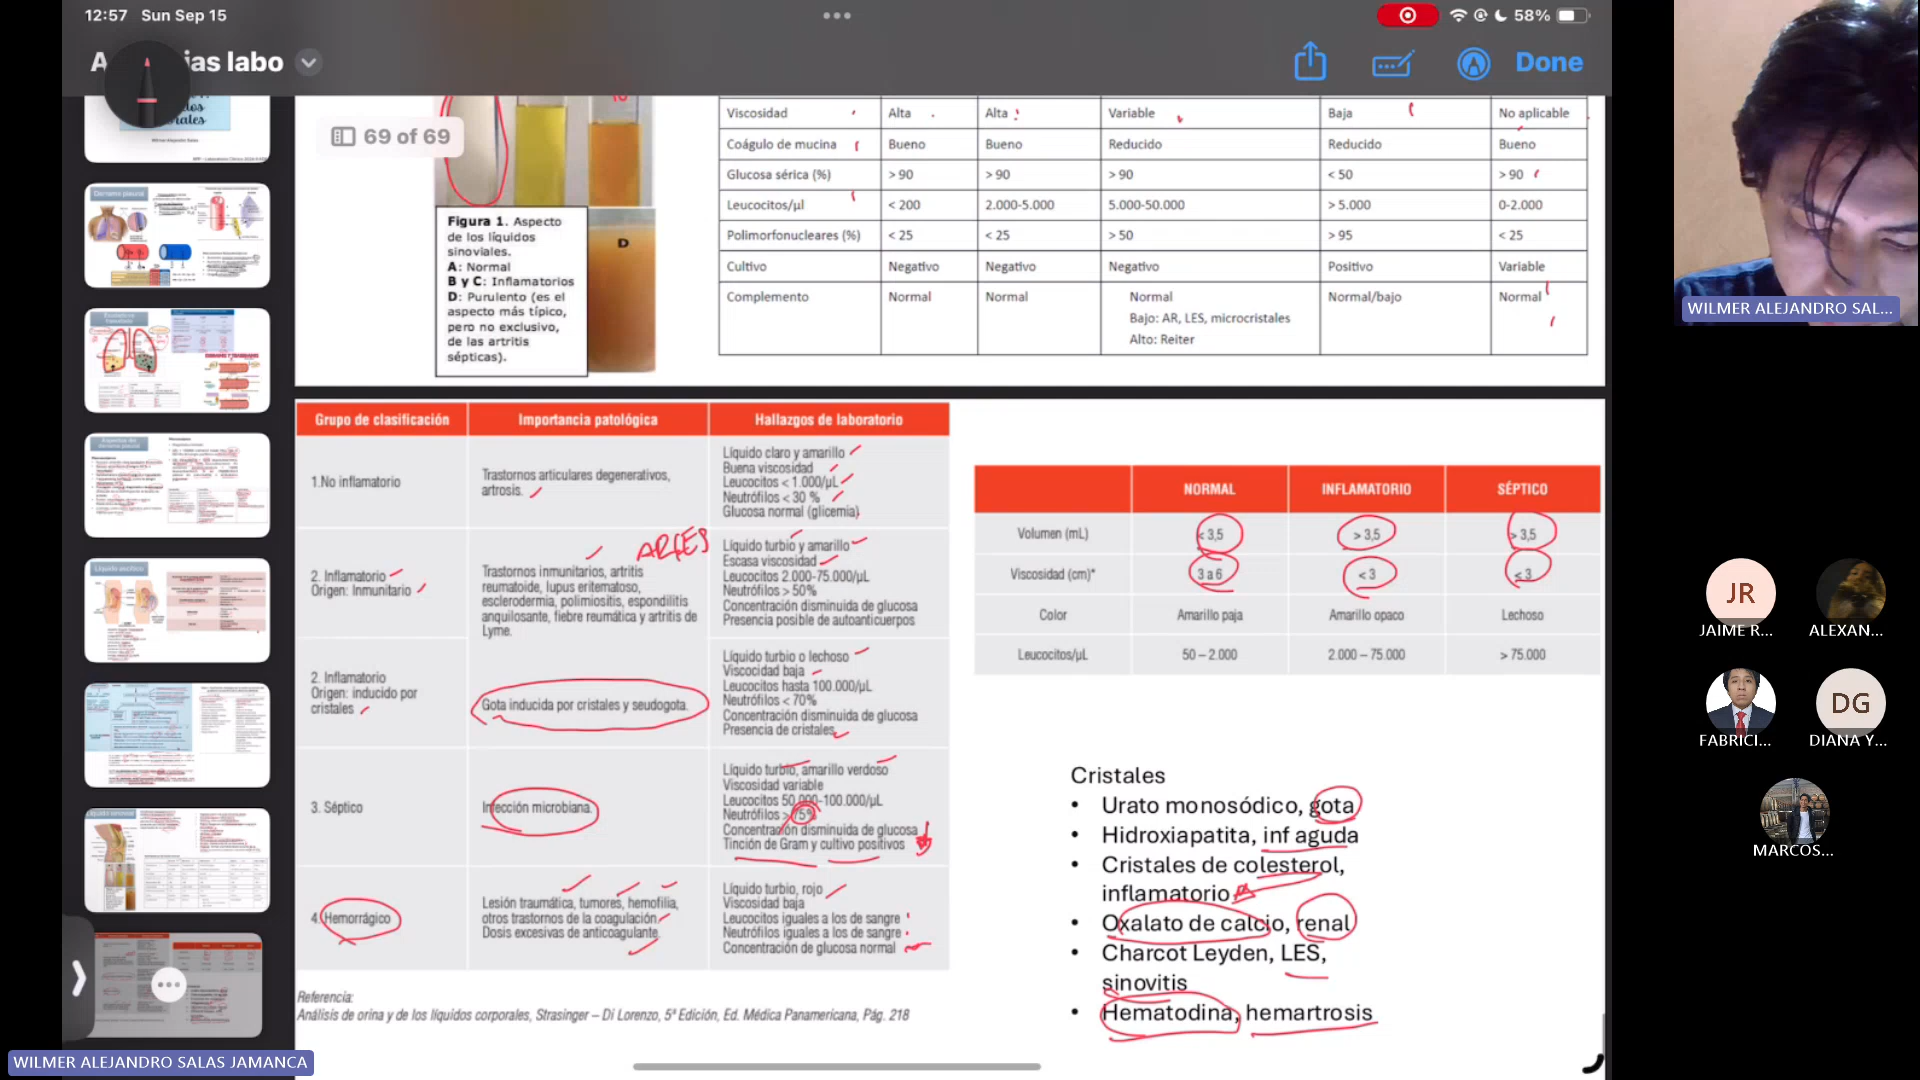 12:57 Sun Sep 15
58%
ias labo
Done
69 of 69
Figura 1. Aspecto
de los líquidos
sinoviales.
A: Normal
B y C: Inflamatorios
D: Purulento (es el
aspecto más típico,
pero no exclusivo,
de las artritis
sépticas).
D
Viscosidad Alta Alta Variable Baja No aplicable
Coágulo de mucina Bueno Bueno Reducido Reducido Bueno
Glucosa sérica (%) > 90 > 90 > 90 < 50 > 90
Leucocitos/µl < 200 2.000-5.000 5.000-50.000 > 5.000 0-2.000
Polimorfonucleares (%) < 25 < 25 > 50 > 95 < 25
Cultivo Negativo Negativo Negativo Positivo Variable
Complemento Normal Normal Normal Normal/bajo Normal
Bajo: AR, LES, microcristales
Alto: Reiter
Grupo de clasificación Importancia patológica Hallazgos de laboratorio
1.No inflamatorio
Trastornos articulares degenerativos,
artrosis.
Líquido claro y amarillo
Buena viscosidad
Leucocitos < 1.000/µL
Neutrófilos < 30 %
Glucosa normal (glicemia)
2. Inflamatorio
Origen: Inmunitario
Trastornos inmunitarios, artritis
reumatoide, lupus eritematoso,
esclerodermia, polimiositis, espondilitis
anquilosante, fiebre reumática y artritis de
Lyme.
Líquido turbio y amarillo
Escasa viscosidad
Leucocitos 2.000-75.000/µL
Neutrófilos > 50%
Concentración disminuida de glucosa
Presencia posible de autoanticuerpos
2. Inflamatorio
Origen: inducido por
cristales
Gota inducida por cristales y seudogota.
Líquido turbio o lechoso
Viscocidad baja
Leucocitos hasta 100.000/µL
Neutrófilos < 70%
Concentración disminuida de glucosa
Presencia de cristales
3. Séptico
Infección microbiana.
Líquido turbio, amarillo verdoso
Viscosidad variable
Leucocitos 50.000-100.000/µL
Neutrófilos > 75%
Concentración disminuida de glucosa
Tinción de Gram y cultivo positivos
4. Hemorrágico
Lesión traumática, tumores, hemofilia,
otros trastornos de la coagulación
Dosis excesivas de anticoagulante
Líquido turbio, rojo
Viscosidad baja
Leucocitos iguales a los de sangre
Neutrófilos iguales a los de sangre
Concentración de glucosa normal
Referencia:
Análisis de orina y de los líquidos corporales, Strasinger – Di Lorenzo, 5ª Edición, Ed. Médica Panamericana, Pág. 218
NORMAL INFLAMATORIO SÉPTICO
Volumen (mL) < 3,5 > 3,5 > 3,5
Viscosidad (cm)* 3 a 6 < 3 < 3
Color Amarillo paja Amarillo opaco Lechoso
Leucocitos/µL 50 – 2.000 2.000 – 75.000 > 75.000
Cristales
• Urato monosódico, gota
• Hidroxiapatita, inf aguda
• Cristales de colesterol,
inflamatorio
• Oxalato de calcio, renal
• Charcot Leyden, LES,
sinovitis
• Hematodina, hemartrosis
WILMER ALEJANDRO SAL...
JR
JAIME R...
ALEXAN...
FABRICI...
DG
DIANA Y...
MARCOS...
WILMER ALEJANDRO SALAS JAMANCA